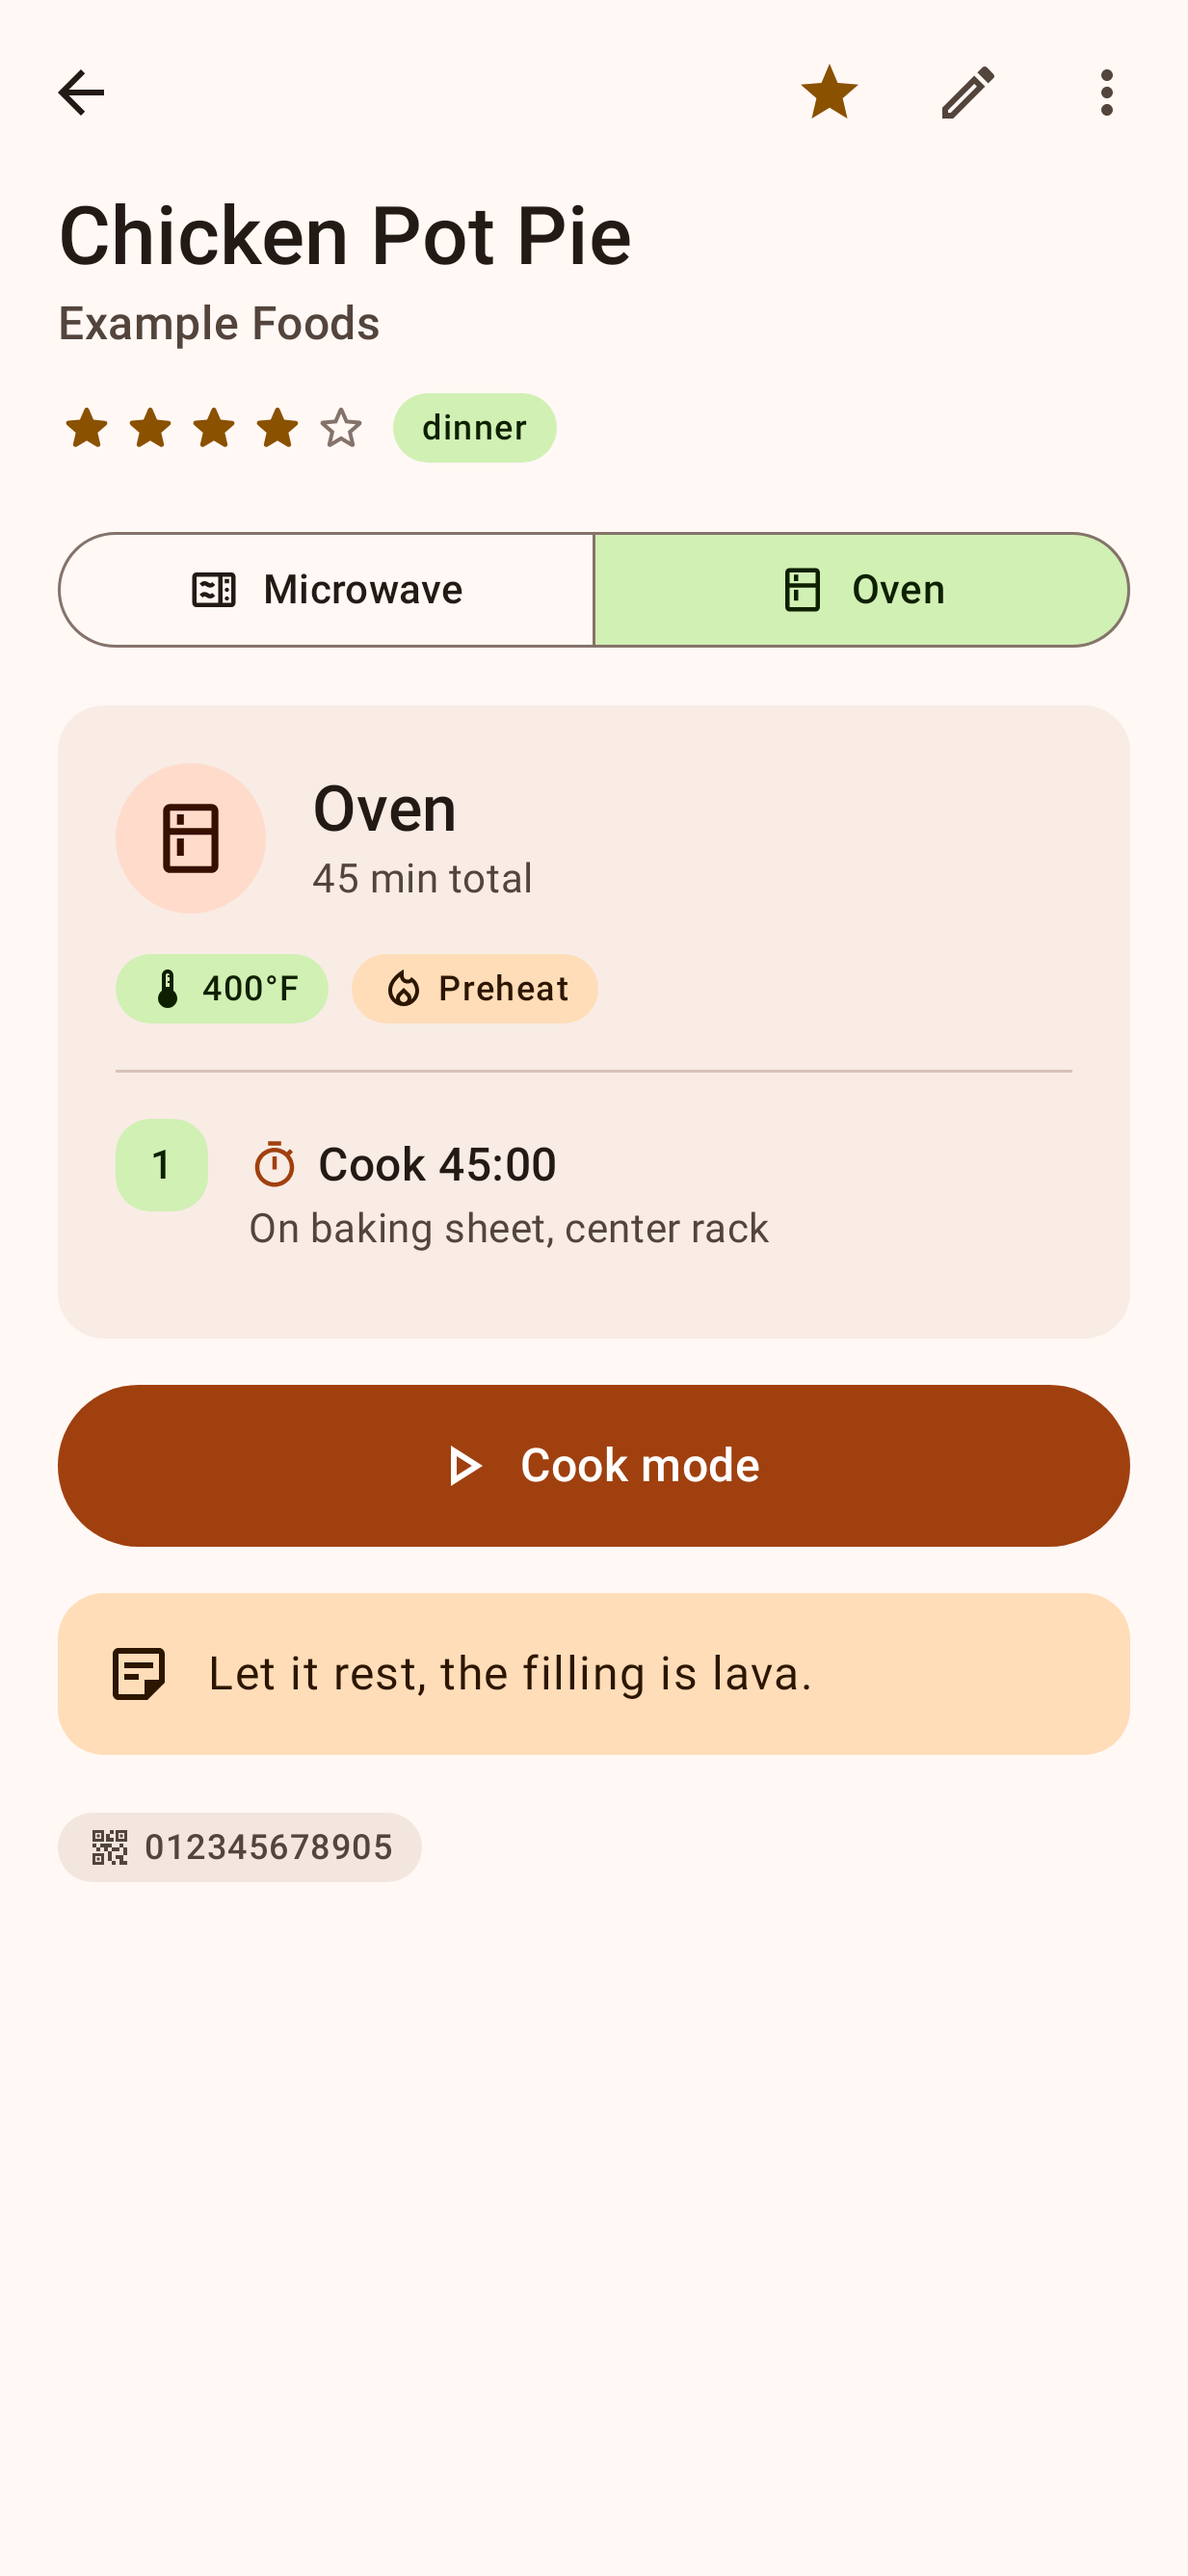 Chicken Pot Pie
Example Foods
dinner
Microwave
Oven
Oven
45 min total
400°F
Preheat
1
Cook 45:00
On baking sheet, center rack
Cook mode
Let it rest, the filling is lava.
012345678905